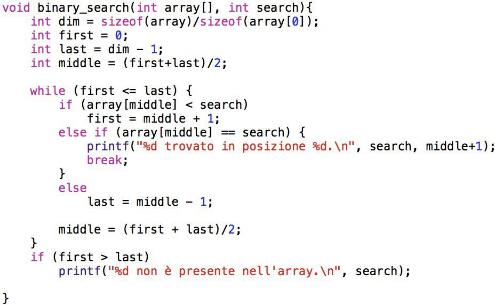 void binary_search(int array[], int search){
    int dim = sizeof(array)/sizeof(array[0]);
    int first = 0;
    int last = dim - 1;
    int middle = (first+last)/2;

    while (first <= last) {
        if (array[middle] < search)
            first = middle + 1;
        else if (array[middle] == search) {
            printf("%d trovato in posizione %d.\n", search, middle+1);
            break;
        }
        else
            last = middle - 1;

        middle = (first + last)/2;
    }
    if (first > last)
        printf("%d non è presente nell'array.\n", search);

}